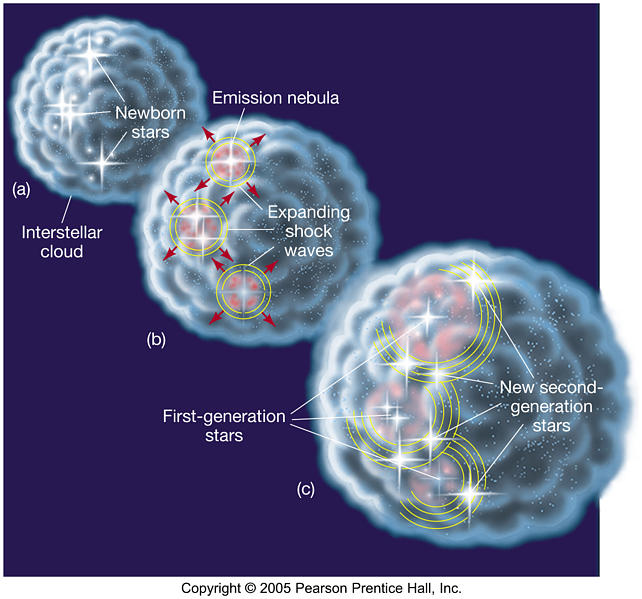 Emission nebula
Newborn
stars
(a)
Interstellar
cloud
Expanding
shock
waves
(b)
New second-
generation
stars
First-generation
stars
(c)
Copyright © 2005 Pearson Prentice Hall, Inc.